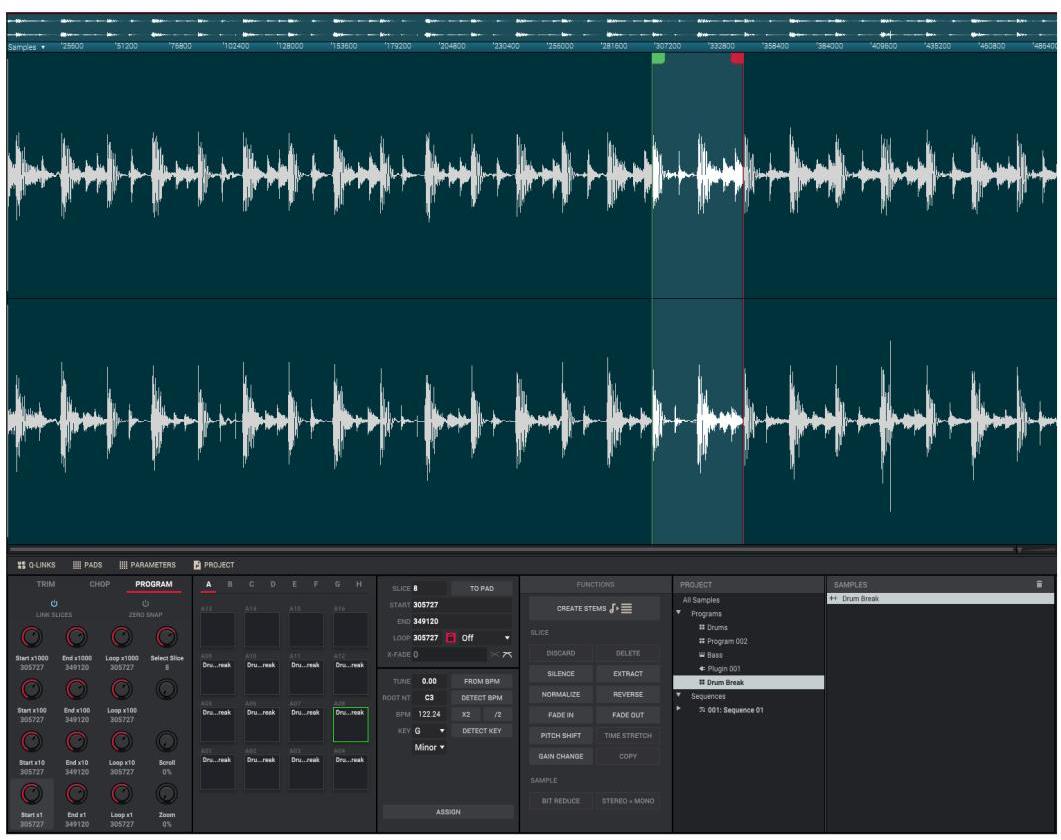 Samples ▾ '25600 '51200 '76800 '102400 '128000 '153600 '179200 '204800 '230400 '256000 '281600 '307200 '332800 '358400 '384000 '409600 '435200 '460800 '486400
Q-LINKS PADS PARAMETERS PROJECT
TRIM CHOP PROGRAM
LINK SLICES ZERO SNAP
Start x1000 End x1000 Loop x1000 Select Slice
305727 349120 305727 8
Start x100 End x100 Loop x100
305727 349120 305727
Start x10 End x10 Loop x10 Scroll
305727 349120 305727 0%
Start x1 End x1 Loop x1 Zoom
305727 349120 305727 0%
A B C D E F G H
A13 A14 A15 A16
A09 A10 A11 A12
Dru...reak Dru...reak Dru...reak Dru...reak
A05 A06 A07 A08
Dru...reak Dru...reak Dru...reak Dru...reak
A01 A02 A03 A04
Dru...reak Dru...reak Dru...reak Dru...reak
SLICE 8 TO PAD
START 305727
END 349120
LOOP 305727 Off ▾
X-FADE 0
TUNE 0.00 FROM BPM
ROOT NT C3 DETECT BPM
BPM 122.24 X2 /2
KEY G ▾ DETECT KEY
Minor ▾
ASSIGN
FUNCTIONS
CREATE STEMS
SLICE
DISCARD DELETE
SILENCE EXTRACT
NORMALIZE REVERSE
FADE IN FADE OUT
PITCH SHIFT TIME STRETCH
GAIN CHANGE COPY
SAMPLE
BIT REDUCE STEREO » MONO
PROJECT
All Samples
Programs
Drums
Program 002
Bass
Plugin 001
Drum Break
Sequences
001: Sequence 01
SAMPLES
Drum Break